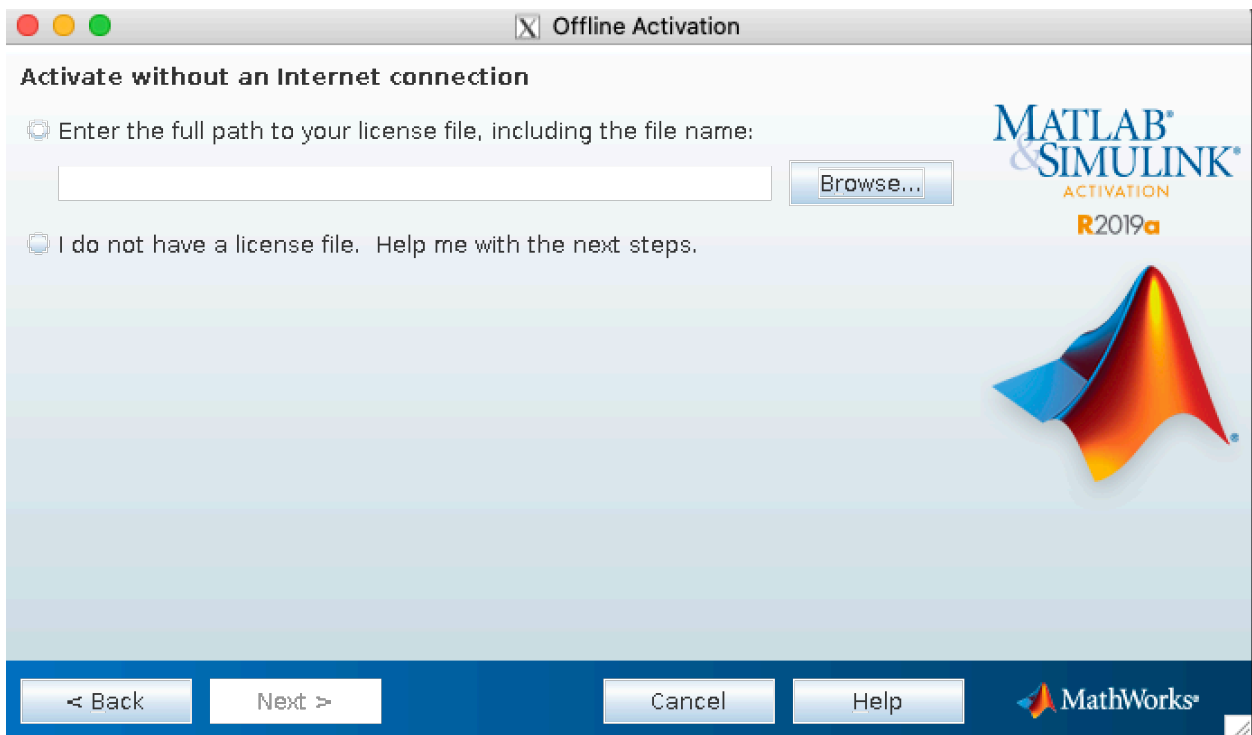 X Offline Activation
Activate without an Internet connection
Enter the full path to your license file, including the file name:
Browse...
I do not have a license file. Help me with the next steps.
MATLAB®
&SIMULINK®
ACTIVATION
R2019a
®
< Back
Next >
Cancel
Help
MathWorks®